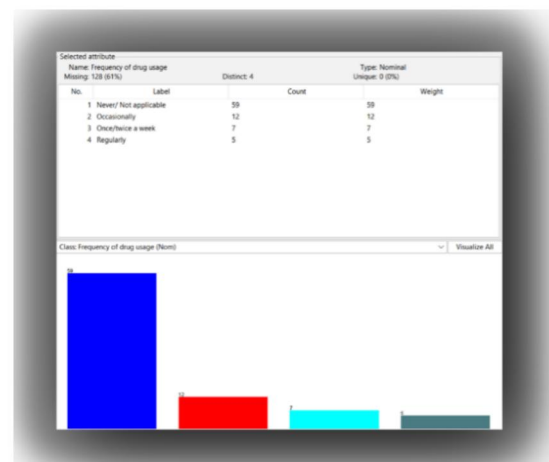 Selected attribute
Name: Frequency of drug usage Type: Nominal
Missing: 128 (61%) Distinct: 4 Unique: 0 (0%)
No. Label Count Weight
1 Never/ Not applicable 59 59
2 Occasionally 12 12
3 Once/twice a week 7 7
4 Regularly 5 5
Class: Frequency of drug usage (Nom) Visualize All
59
12
7
5